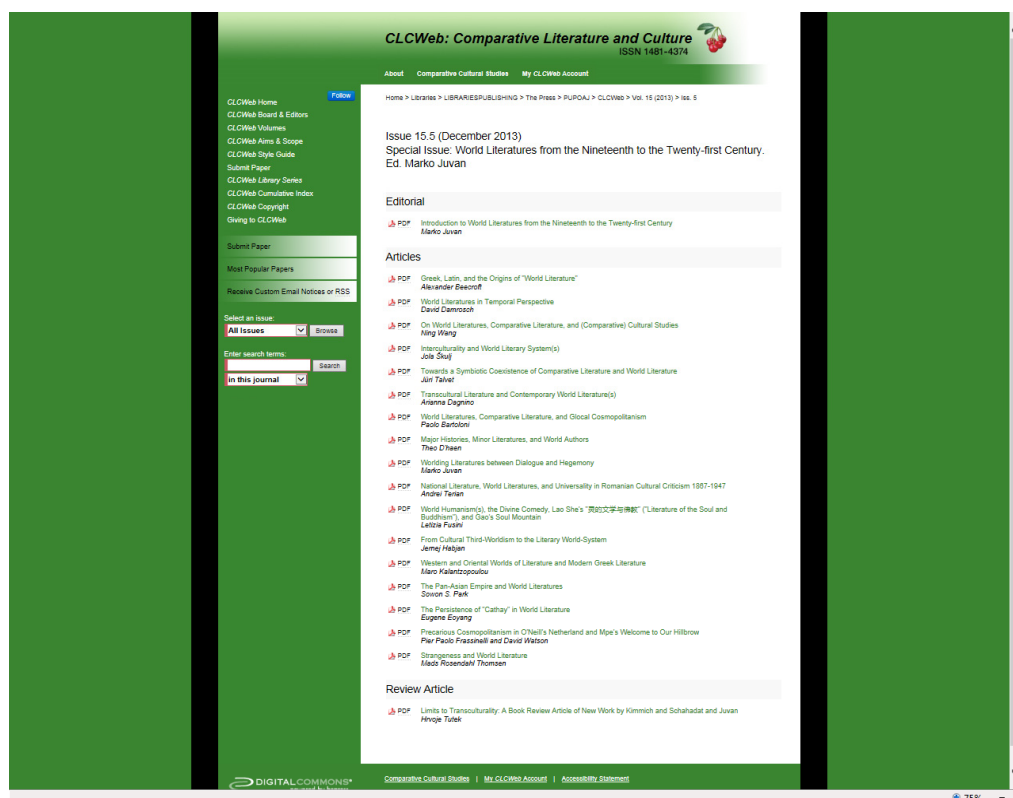 CLCWeb: Comparative Literature and Culture
ISSN 1481-4374
About Comparative Cultural Studies My CLCWeb Account
Follow
CLCWeb Home
CLCWeb Board & Editors
CLCWeb Volumes
CLCWeb Aims & Scope
CLCWeb Style Guide
Submit Paper
CLCWeb Library Series
CLCWeb Cumulative Index
CLCWeb Copyright
Giving to CLCWeb
Submit Paper
Most Popular Papers
Receive Custom Email Notices or RSS
Select an issue:
All Issues Browse
Enter search terms:
Search
in this journal
Home > Libraries > LIBRARIESPUBLISHING > The Press > PUPOAJ > CLCWeb > Vol. 15 (2013) > Iss. 5
Issue 15.5 (December 2013)
Special Issue: World Literatures from the Nineteenth to the Twenty-first Century.
Ed. Marko Juvan
Editorial
PDF Introduction to World Literatures from the Nineteenth to the Twenty-first Century
Marko Juvan
Articles
PDF Greek, Latin, and the Origins of "World Literature"
Alexander Beecroft
PDF World Literatures in Temporal Perspective
David Damrosch
PDF On World Literatures, Comparative Literature, and (Comparative) Cultural Studies
Ning Wang
PDF Interculturality and World Literary System(s)
Jola Škulj
PDF Towards a Symbiotic Coexistence of Comparative Literature and World Literature
Jüri Talvet
PDF Transcultural Literature and Contemporary World Literature(s)
Arianna Dagnino
PDF World Literatures, Comparative Literature, and Glocal Cosmopolitanism
Paolo Bartoloni
PDF Major Histories, Minor Literatures, and World Authors
Theo D'haen
PDF Worlding Literatures between Dialogue and Hegemony
Marko Juvan
PDF National Literature, World Literatures, and Universality in Romanian Cultural Criticism 1867-1947
Andrei Terian
PDF World Humanism(s), the Divine Comedy, Lao She's "灵的文学与佛教" ("Literature of the Soul and
Buddhism"), and Gao's Soul Mountain
Letizia Fusini
PDF From Cultural Third-Worldism to the Literary World-System
Jernej Habjan
PDF Western and Oriental Worlds of Literature and Modern Greek Literature
Maro Kalantzopoulou
PDF The Pan-Asian Empire and World Literatures
Sowon S. Park
PDF The Persistence of "Cathay" in World Literature
Eugene Eoyang
PDF Precarious Cosmopolitanism in O'Neill's Netherland and Mpe's Welcome to Our Hillbrow
Pier Paolo Frassinelli and David Watson
PDF Strangeness and World Literature
Mads Rosendahl Thomsen
Review Article
PDF Limits to Transculturality: A Book Review Article of New Work by Kimmich and Schahadat and Juvan
Hrvoje Tutek
DIGITALCOMMONS
Comparative Cultural Studies | My CLCWeb Account | Accessibility Statement
75%